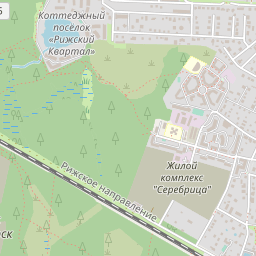 Коттеджный
посёлок
«Рижский
Квартал»
Жилой
комплекс
"Серебрица"
Рижское направление